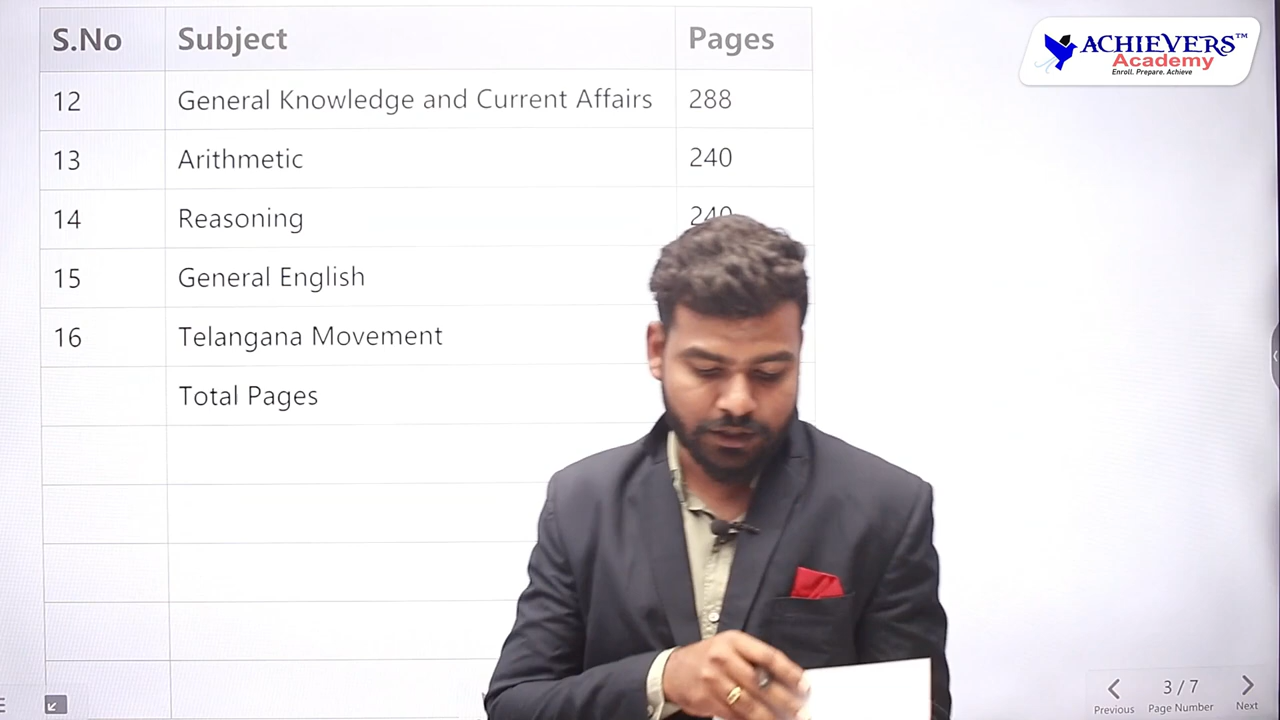 S.No Subject Pages
12 General Knowledge and Current Affairs 288
13 Arithmetic 240
14 Reasoning 240
15 General English
16 Telangana Movement
Total Pages
ACHIEVERS™
Academy
Enroll. Prepare. Achieve
3 / 7
Previous Page Number Next